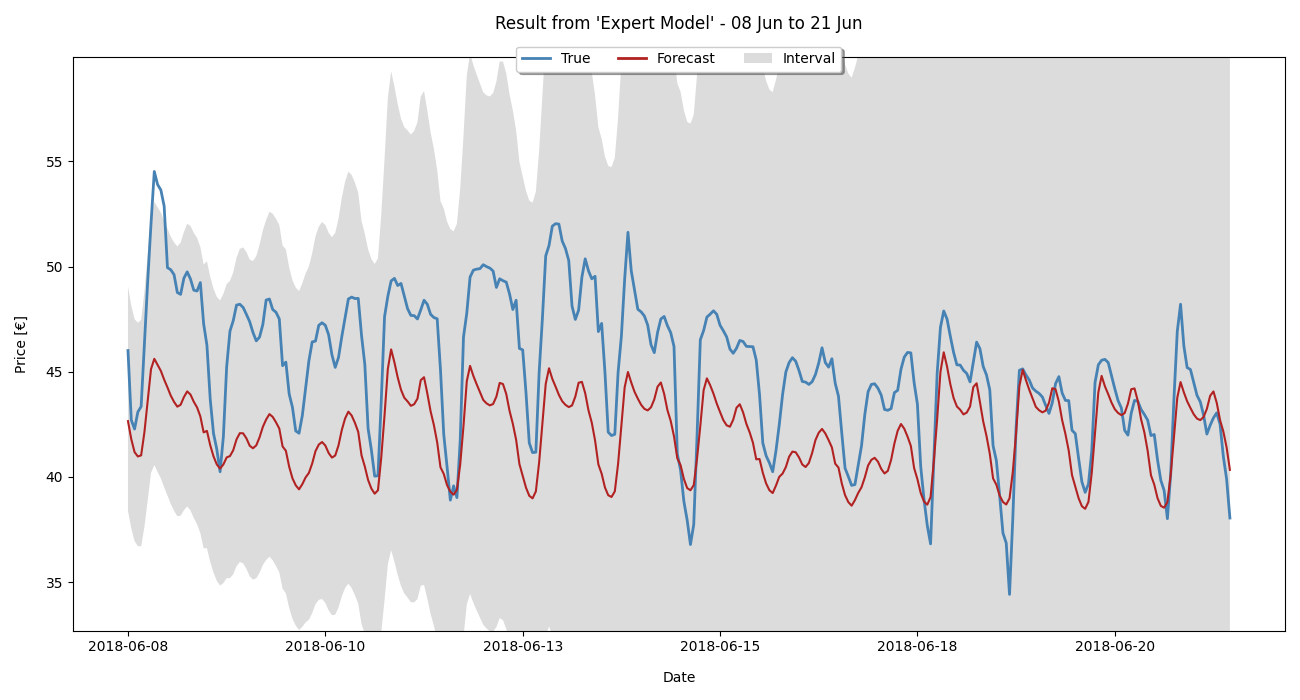 Result from 'Expert Model' - 08 Jun to 21 Jun
True Forecast Interval
Price [€]
55
50
45
40
35
2018-06-08 2018-06-10 2018-06-13 2018-06-15 2018-06-18 2018-06-20
Date